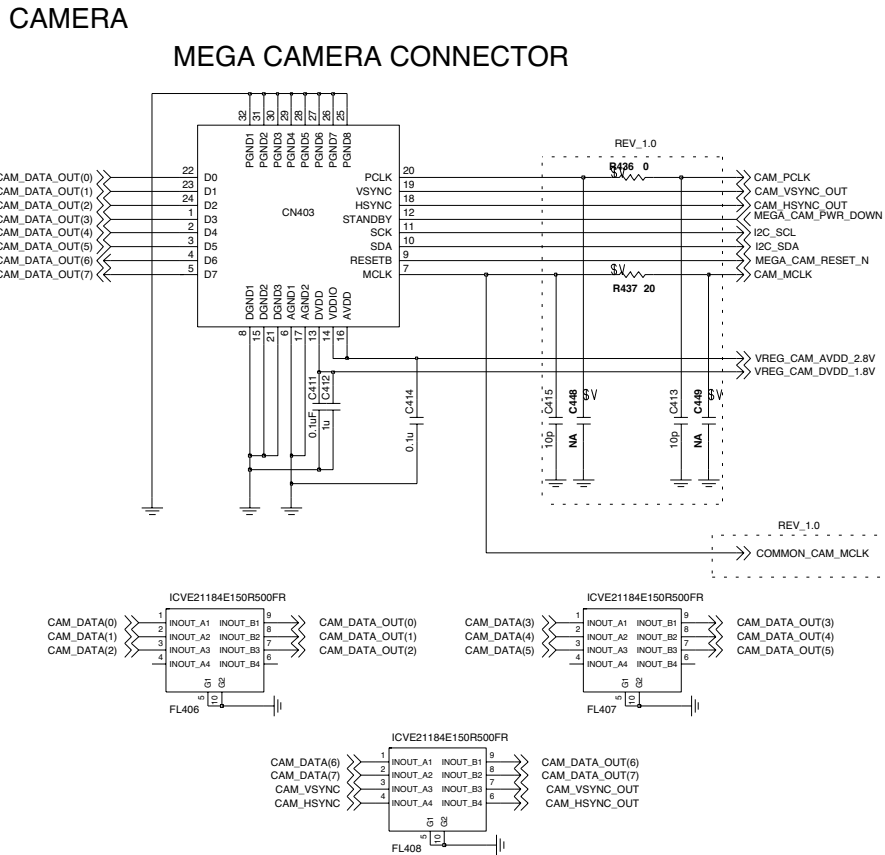 CAMERA
MEGA CAMERA CONNECTOR
32 31 30 29 28 27 26 25
PGND1 PGND2 PGND3 PGND4 PGND5 PGND6 PGND7 PGND8
CN403
CAM_DATA_OUT(0) 22 D0
CAM_DATA_OUT(1) 23 D1
CAM_DATA_OUT(2) 24 D2
CAM_DATA_OUT(3) 1 D3
CAM_DATA_OUT(4) 2 D4
CAM_DATA_OUT(5) 3 D5
CAM_DATA_OUT(6) 4 D6
CAM_DATA_OUT(7) 5 D7
REV_1.0
R436 0
$V
PCLK 20 CAM_PCLK
VSYNC 19 CAM_VSYNC_OUT
HSYNC 18 CAM_HSYNC_OUT
STANDBY 12 MEGA_CAM_PWR_DOWN
SCK 11 I2C_SCL
SDA 10 I2C_SDA
RESETB 9 MEGA_CAM_RESET_N
MCLK 7 $V CAM_MCLK
R437 20
DGND1 DGND2 DGND3 AGND1 AGND2 DVDD VDDIO AVDD
8 15 21 6 17 13 14 16
VREG_CAM_AVDD_2.8V
VREG_CAM_DVDD_1.8V
C411 0.1uF
C412 1u
C414 0.1u
C415 10p
C448 NA $V
C413 10p
C449 NA $V
REV_1.0
COMMON_CAM_MCLK
ICVE21184E150R500FR
CAM_DATA(0) 1 INOUT_A1 INOUT_B1 9 CAM_DATA_OUT(0)
CAM_DATA(1) 2 INOUT_A2 INOUT_B2 8 CAM_DATA_OUT(1)
CAM_DATA(2) 3 INOUT_A3 INOUT_B3 7 CAM_DATA_OUT(2)
4 INOUT_A4 INOUT_B4 6
G1 G2
5 10
FL406
ICVE21184E150R500FR
CAM_DATA(3) 1 INOUT_A1 INOUT_B1 9 CAM_DATA_OUT(3)
CAM_DATA(4) 2 INOUT_A2 INOUT_B2 8 CAM_DATA_OUT(4)
CAM_DATA(5) 3 INOUT_A3 INOUT_B3 7 CAM_DATA_OUT(5)
4 INOUT_A4 INOUT_B4 6
G1 G2
5 10
FL407
ICVE21184E150R500FR
CAM_DATA(6) 1 INOUT_A1 INOUT_B1 9 CAM_DATA_OUT(6)
CAM_DATA(7) 2 INOUT_A2 INOUT_B2 8 CAM_DATA_OUT(7)
CAM_VSYNC 3 INOUT_A3 INOUT_B3 7 CAM_VSYNC_OUT
CAM_HSYNC 4 INOUT_A4 INOUT_B4 6 CAM_HSYNC_OUT
G1 G2
5 10
FL408